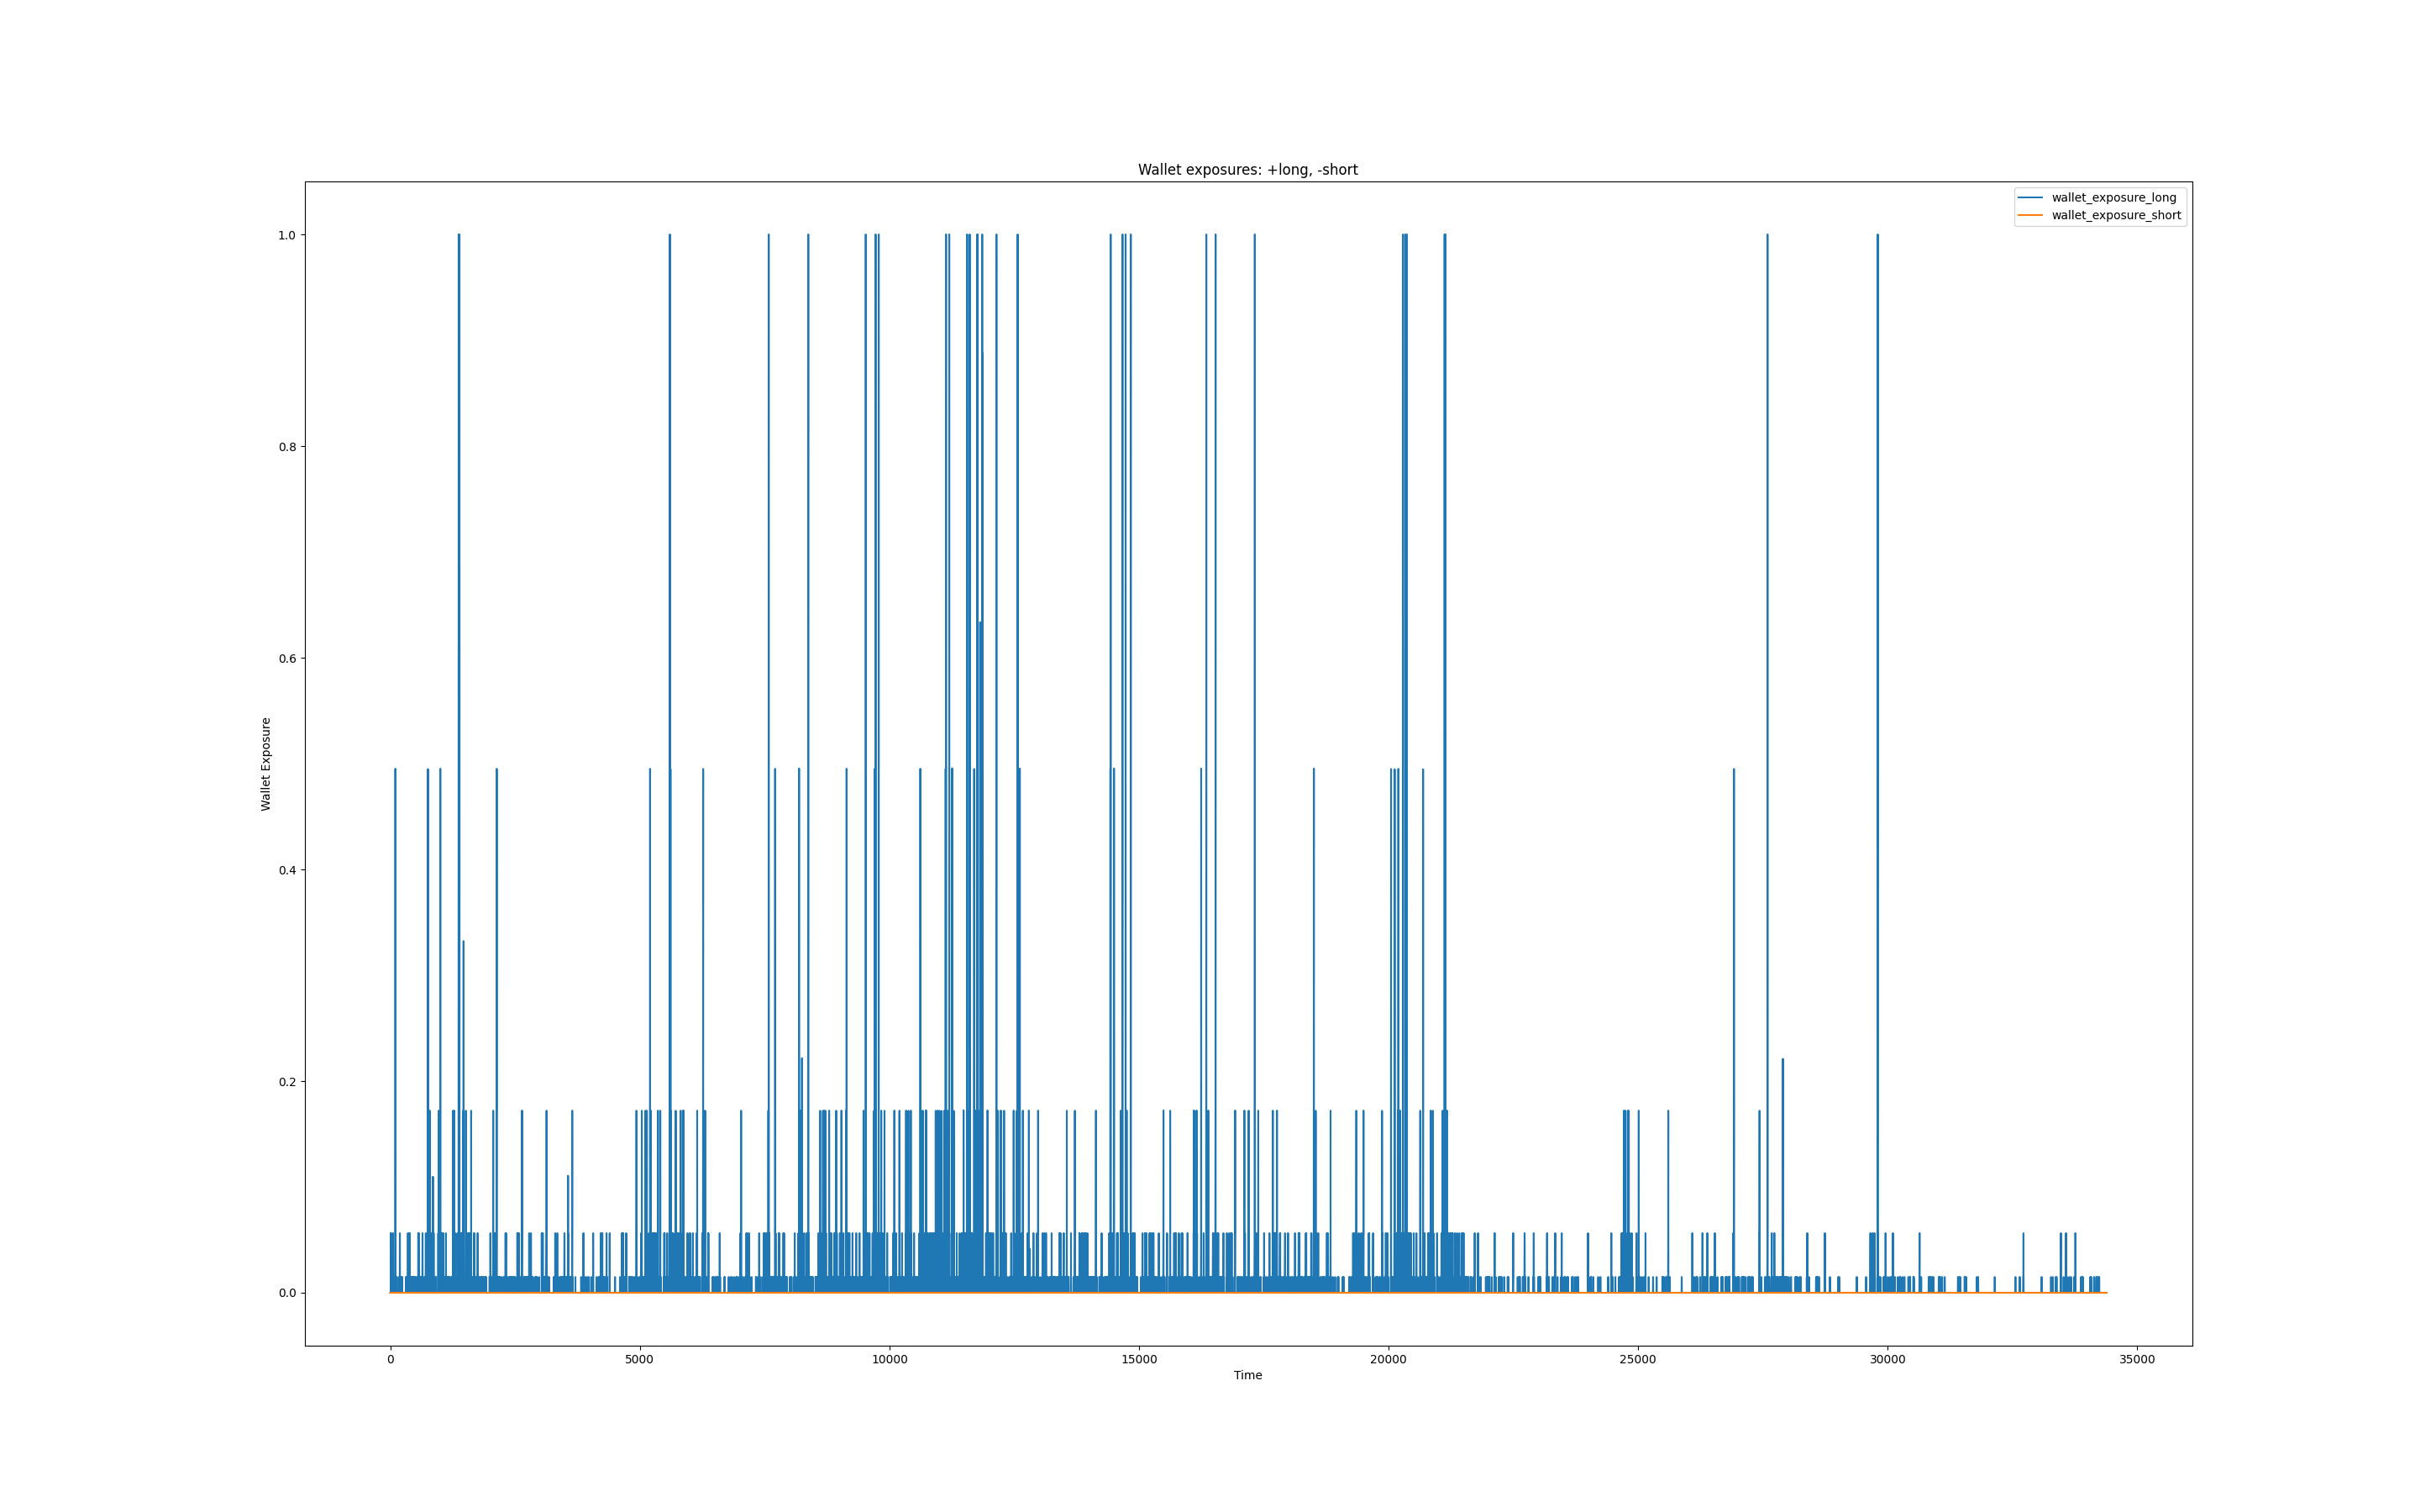 Wallet exposures: +long, -short
wallet_exposure_long
wallet_exposure_short
1.0
0.8
0.6
0.4
0.2
0.0
Wallet Exposure
0 5000 10000 15000 20000 25000 30000 35000
Time